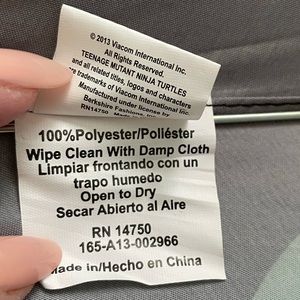 ©2013 Viacom International Inc.
All Rights Reserved.
TEENAGE MUTANT NINJA TURTLES
and all related titles, logos and characters
are trademarks of Viacom International Inc.
Manufactured under license by
Berkshire Fashions, Inc.
RN14750
100%Polyester/Poliéster
Wipe Clean With Damp Cloth
Limpiar frontando con un
trapo humedo
Open to Dry
Secar Abierto al Aire
RN 14750
165-A13-002966
Made in/Hecho en China